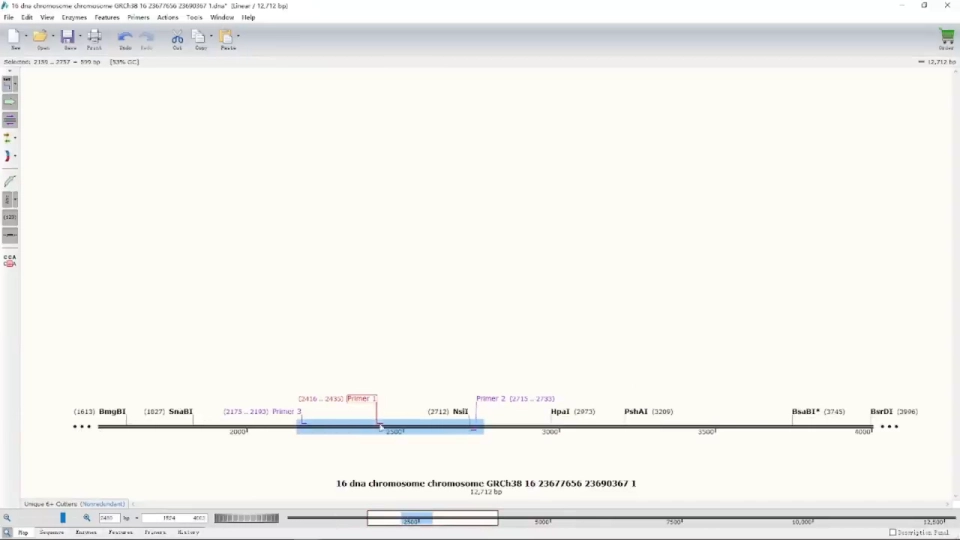 16 dna chromosome chromosome GRCh38 16 23677656 23690367 1.dna* (Linear / 12,712 bp)
File Edit View Enzymes Features Primers Actions Tools Window Help
New Open Save Print Undo Redo Cut Copy Paste Order
Selected: 2159 .. 2757 = 599 bp [53% GC] 12,712 bp
(2416 .. 2435) Primer 1 Primer 2 (2715 .. 2733)
(1613) BmgBI (1827) SnaBI (2175 .. 2193) Primer 3 (2712) NsiI HpaI (2973) PshAI (3209) BsaBI* (3745) BsrDI (3996)
2000 2500 3000 3500 4000
16 dna chromosome chromosome GRCh38 16 23677656 23690367 1
12,712 bp
Unique 6+ Cutters (Nonredundant)
bp 2500 5000 7500 10,000 12,500
Map Sequence Enzymes Features Primers History Description Panel